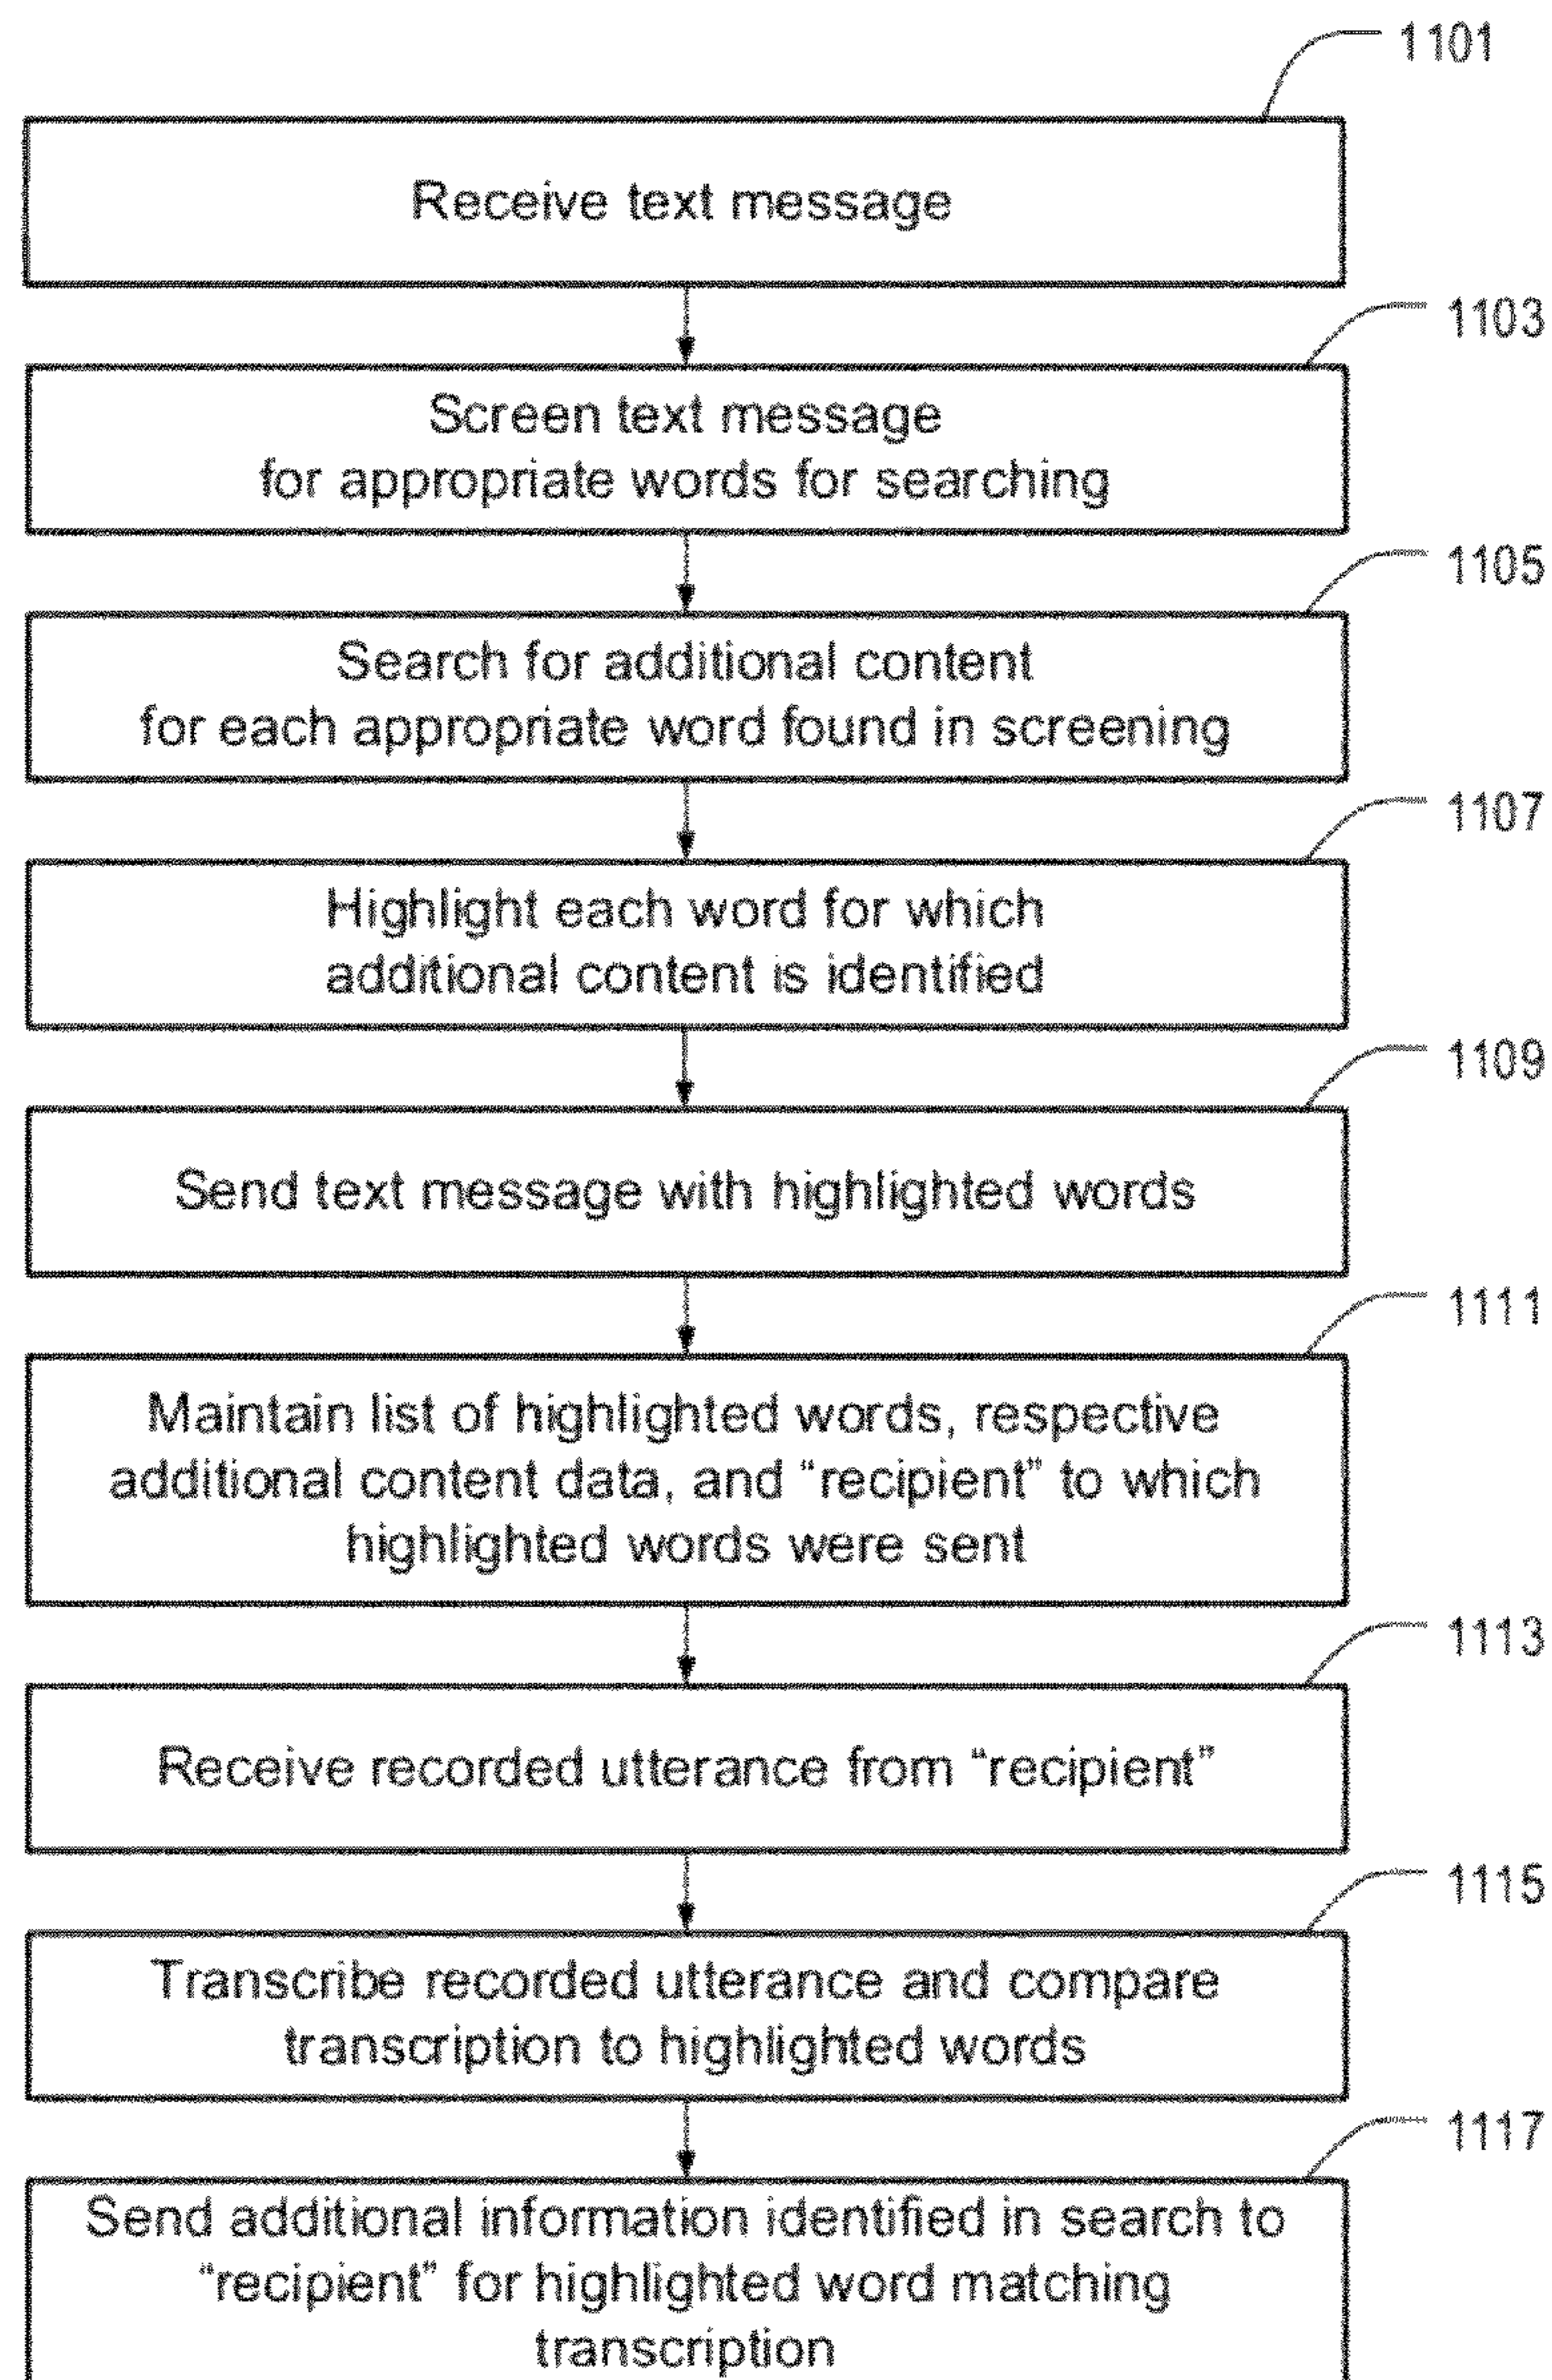 1101
Receive text message
1103
Screen text message
for appropriate words for searching
1105
Search for additional content
for each appropriate word found in screening
1107
Highlight each word for which
additional content is identified
1109
Send text message with highlighted words
1111
Maintain list of highlighted words, respective
additional content data, and “recipient” to which
highlighted words were sent
1113
Receive recorded utterance from “recipient”
1115
Transcribe recorded utterance and compare
transcription to highlighted words
1117
Send additional information identified in search to
“recipient” for highlighted word matching
transcription